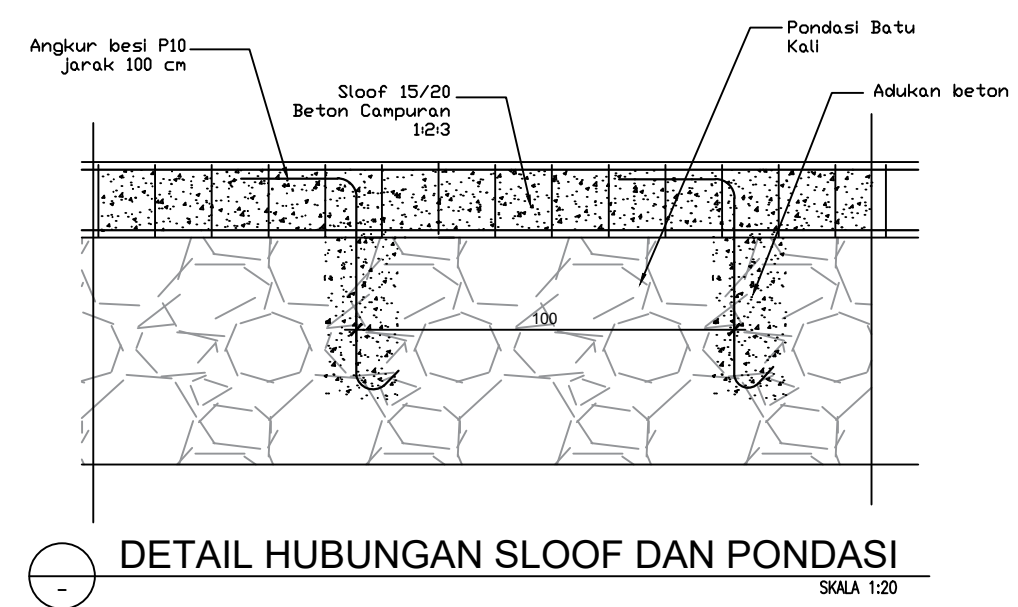 Angkur besi P10
jarak 100 cm
Sloof 15/20
Beton Campuran
1:2:3
Pondasi Batu
Kali
Adukan beton
100
DETAIL HUBUNGAN SLOOF DAN PONDASI
-
SKALA 1:20